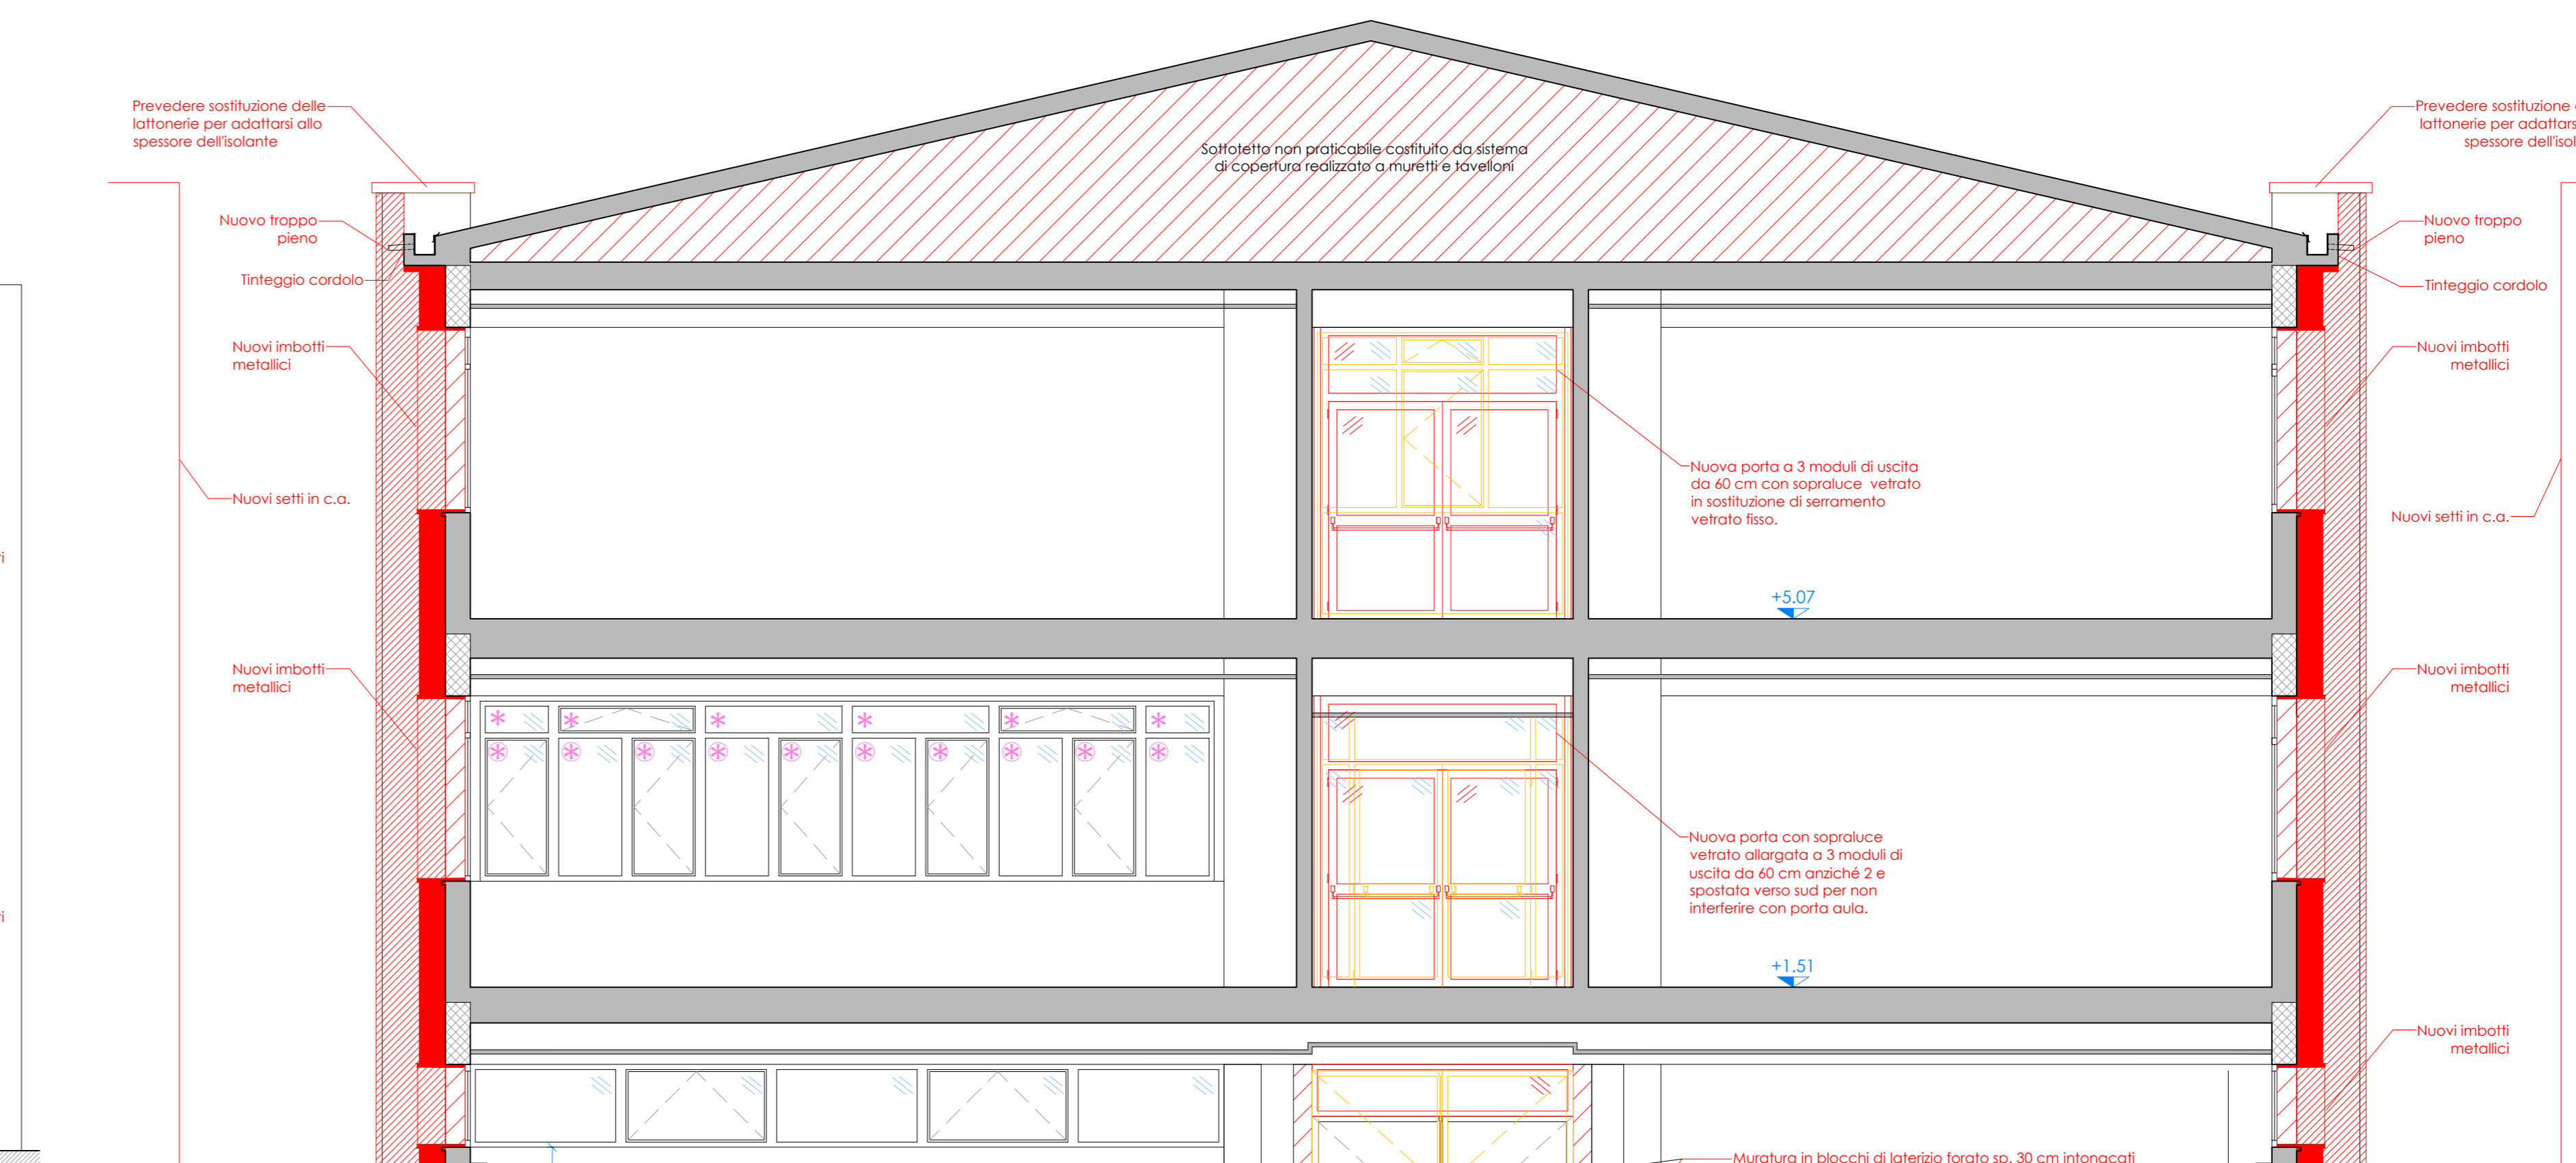 Prevedere sostituzione delle
lattonerie per adattarsi allo
spessore dell'isolante
Prevedere sostituzione
lattonerie per adattars
spessore dell'isol
Sottotetto non praticabile costituito da sistema
di copertura realizzato a muretti e tavelloni
Nuovo troppo
pieno
Nuovo troppo
pieno
Tinteggio cordolo
Tinteggio cordolo
Nuovi imbotti
metallici
Nuovi imbotti
metallici
Nuova porta a 3 moduli di uscita
da 60 cm con sopraluce vetrato
in sostituzione di serramento
vetrato fisso.
Nuovi setti in c.a.
Nuovi setti in c.a.
ti
+5.07
Nuovi imbotti
metallici
Nuovi imbotti
metallici
Nuova porta con sopraluce
vetrato allargata a 3 moduli di
uscita da 60 cm anziché 2 e
spostata verso sud per non
interferire con porta aula.
ti
+1.51
Nuovi imbotti
metallici
Muratura in blocchi di laterizio forato sp. 30 cm intonacati